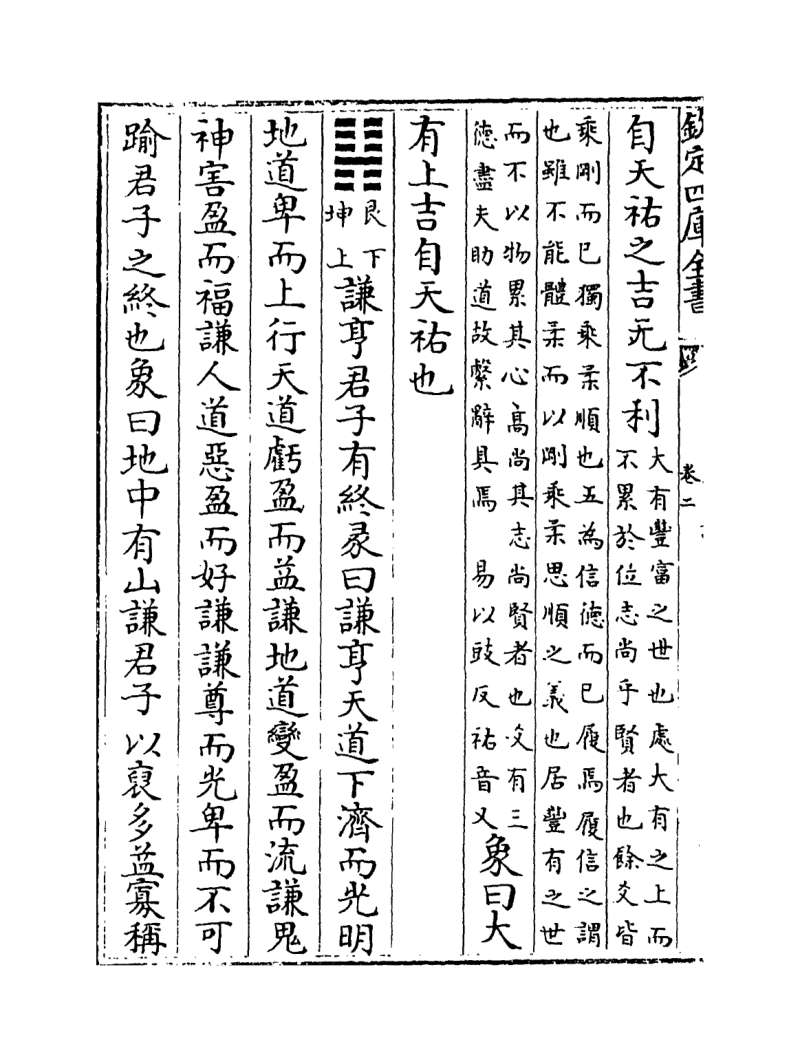 欽定四庫全書 卷二
自天祐之吉无不利
大有豐富之世也處大有之上而
不累於位志尚乎賢者也餘爻皆
乘剛而已獨乘柔順也五為信德而已履焉履信之謂
也雖不能體柔而以剛乘柔思順之義也居豐有之世
而不以物累其心高尚其志尚賢者也爻有三
德盡夫助道故繫辭具焉 易以豉反祐音又
象曰大
有上吉自天祐也
䷎
艮下
坤上
謙亨君子有終彖曰謙亨天道下濟而光明
地道卑而上行天道虧盈而益謙地道變盈而流謙鬼
神害盈而福謙人道惡盈而好謙謙尊而光卑而不可
踰君子之終也象曰地中有山謙君子以裒多益寡稱